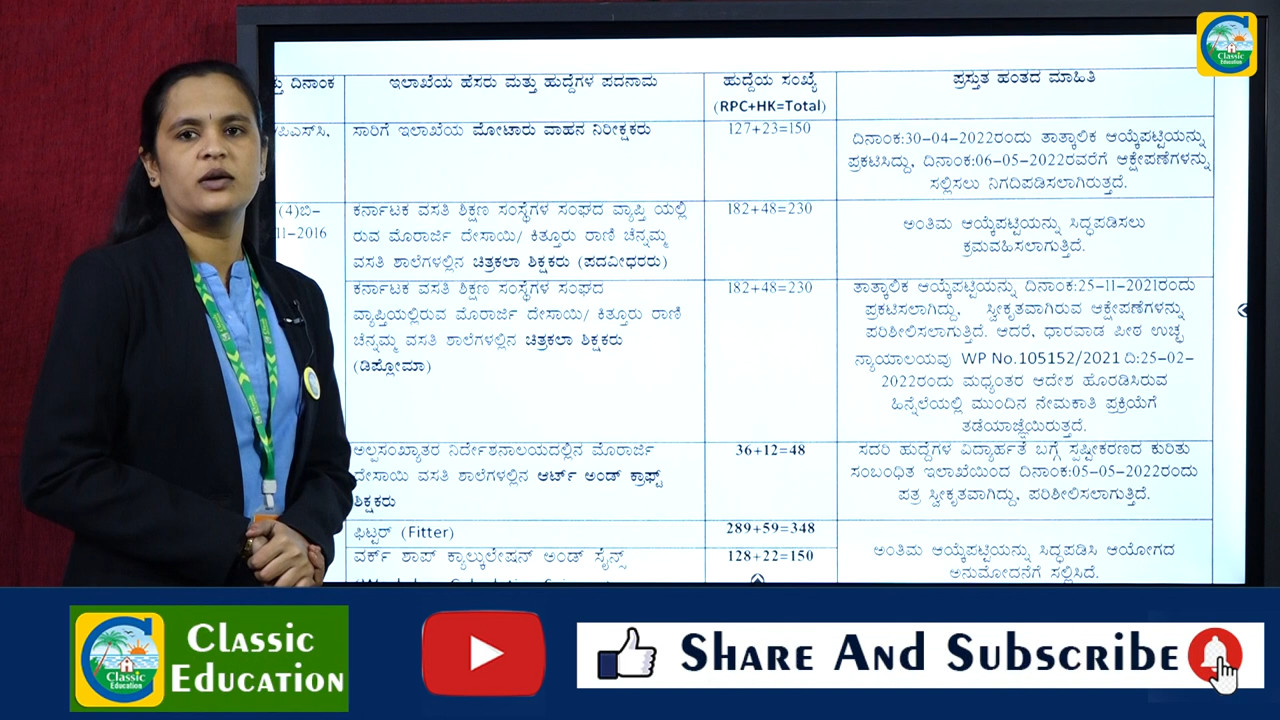 Classic
Education
ತು ದಿನಾಂಕ
ಇಲಾಖೆಯ ಹೆಸರು ಮತ್ತು ಹುದ್ದೆಗಳ ಪದನಾಮ
ಹುದ್ದೆಯ ಸಂಖ್ಯೆ
(RPC+HK=Total)
ಪ್ರಸ್ತುತ ಹಂತದ ಮಾಹಿತಿ
/ಪಿಎಸ್‌ಸಿ,
ಸಾರಿಗೆ ಇಲಾಖೆಯ ಮೋಟಾರು ವಾಹನ ನಿರೀಕ್ಷಕರು
127+23=150
ದಿನಾಂಕ:30-04-2022ರಂದು ತಾತ್ಕಾಲಿಕ ಆಯ್ಕೆಪಟ್ಟಿಯನ್ನು
ಪ್ರಕಟಿಸಿದ್ದು, ದಿನಾಂಕ:06-05-2022ರವರೆಗೆ ಆಕ್ಷೇಪಣೆಗಳನ್ನು
ಸಲ್ಲಿಸಲು ನಿಗದಿಪಡಿಸಲಾಗಿರುತ್ತದೆ.
(4)ಬಿ-
11-2016
ಕರ್ನಾಟಕ ವಸತಿ ಶಿಕ್ಷಣ ಸಂಸ್ಥೆಗಳ ಸಂಘದ ವ್ಯಾಪ್ತಿ ಯಲ್ಲಿ
ರುವ ಮೊರಾರ್ಜಿ ದೇಸಾಯಿ/ ಕಿತ್ತೂರು ರಾಣಿ ಚೆನ್ನಮ್ಮ
ವಸತಿ ಶಾಲೆಗಳಲ್ಲಿನ ಚಿತ್ರಕಲಾ ಶಿಕ್ಷಕರು (ಪದವೀಧರರು)
182+48=230
ಅಂತಿಮ ಆಯ್ಕೆಪಟ್ಟಿಯನ್ನು ಸಿದ್ಧಪಡಿಸಲು
ಕ್ರಮವಹಿಸಲಾಗುತ್ತಿದೆ.
ಕರ್ನಾಟಕ ವಸತಿ ಶಿಕ್ಷಣ ಸಂಸ್ಥೆಗಳ ಸಂಘದ
ವ್ಯಾಪ್ತಿಯಲ್ಲಿರುವ ಮೊರಾರ್ಜಿ ದೇಸಾಯಿ/ ಕಿತ್ತೂರು ರಾಣಿ
ಚೆನ್ನಮ್ಮ ವಸತಿ ಶಾಲೆಗಳಲ್ಲಿನ ಚಿತ್ರಕಲಾ ಶಿಕ್ಷಕರು
(ಡಿಪ್ಲೋಮಾ)
182+48=230
ತಾತ್ಕಾಲಿಕ ಆಯ್ಕೆಪಟ್ಟಿಯನ್ನು ದಿನಾಂಕ:25-11-2021ರಂದು
ಪ್ರಕಟಿಸಲಾಗಿದ್ದು, ಸ್ವೀಕೃತವಾಗಿರುವ ಆಕ್ಷೇಪಣೆಗಳನ್ನು
ಪರಿಶೀಲಿಸಲಾಗುತ್ತಿದೆ. ಆದರೆ, ಧಾರವಾಡ ಪೀಠ ಉಚ್ಛ
ನ್ಯಾಯಾಲಯವು WP No.105152/2021 ದಿ:25-02-
2022ರಂದು ಮಧ್ಯಂತರ ಆದೇಶ ಹೊರಡಿಸಿರುವ
ಹಿನ್ನೆಲೆಯಲ್ಲಿ ಮುಂದಿನ ನೇಮಕಾತಿ ಪ್ರಕ್ರಿಯೆಗೆ
ತಡೆಯಾಜ್ಞೆಯಿರುತ್ತದೆ.
ಅಲ್ಪಸಂಖ್ಯಾತರ ನಿರ್ದೇಶನಾಲಯದಲ್ಲಿನ ಮೊರಾರ್ಜಿ
ದೇಸಾಯಿ ವಸತಿ ಶಾಲೆಗಳಲ್ಲಿನ ಆರ್ಟ್ ಅಂಡ್ ಕ್ರಾಫ್ಟ್
ಶಿಕ್ಷಕರು
36+12=48
ಸದರಿ ಹುದ್ದೆಗಳ ವಿದ್ಯಾರ್ಹತೆ ಬಗ್ಗೆ ಸ್ಪಷ್ಟೀಕರಣದ ಕುರಿತು
ಸಂಬಂಧಿತ ಇಲಾಖೆಯಿಂದ ದಿನಾಂಕ:05-05-2022ರಂದು
ಪತ್ರ ಸ್ವೀಕೃತವಾಗಿದ್ದು, ಪರಿಶೀಲಿಸಲಾಗುತ್ತಿದೆ.
ಫಿಟ್ಟರ್ (Fitter)
289+59=348
ವರ್ಕ್ ಶಾಪ್ ಕ್ಯಾಲ್ಕುಲೇಷನ್ ಅಂಡ್ ಸೈನ್ಸ್
128+22=150
ಅಂತಿಮ ಆಯ್ಕೆಪಟ್ಟಿಯನ್ನು ಸಿದ್ಧಪಡಿಸಿ ಆಯೋಗದ
ಅನುಮೋದನೆಗೆ ಸಲ್ಲಿಸಿದೆ.
Classic
Education
Classic
Education
Share And Subscribe